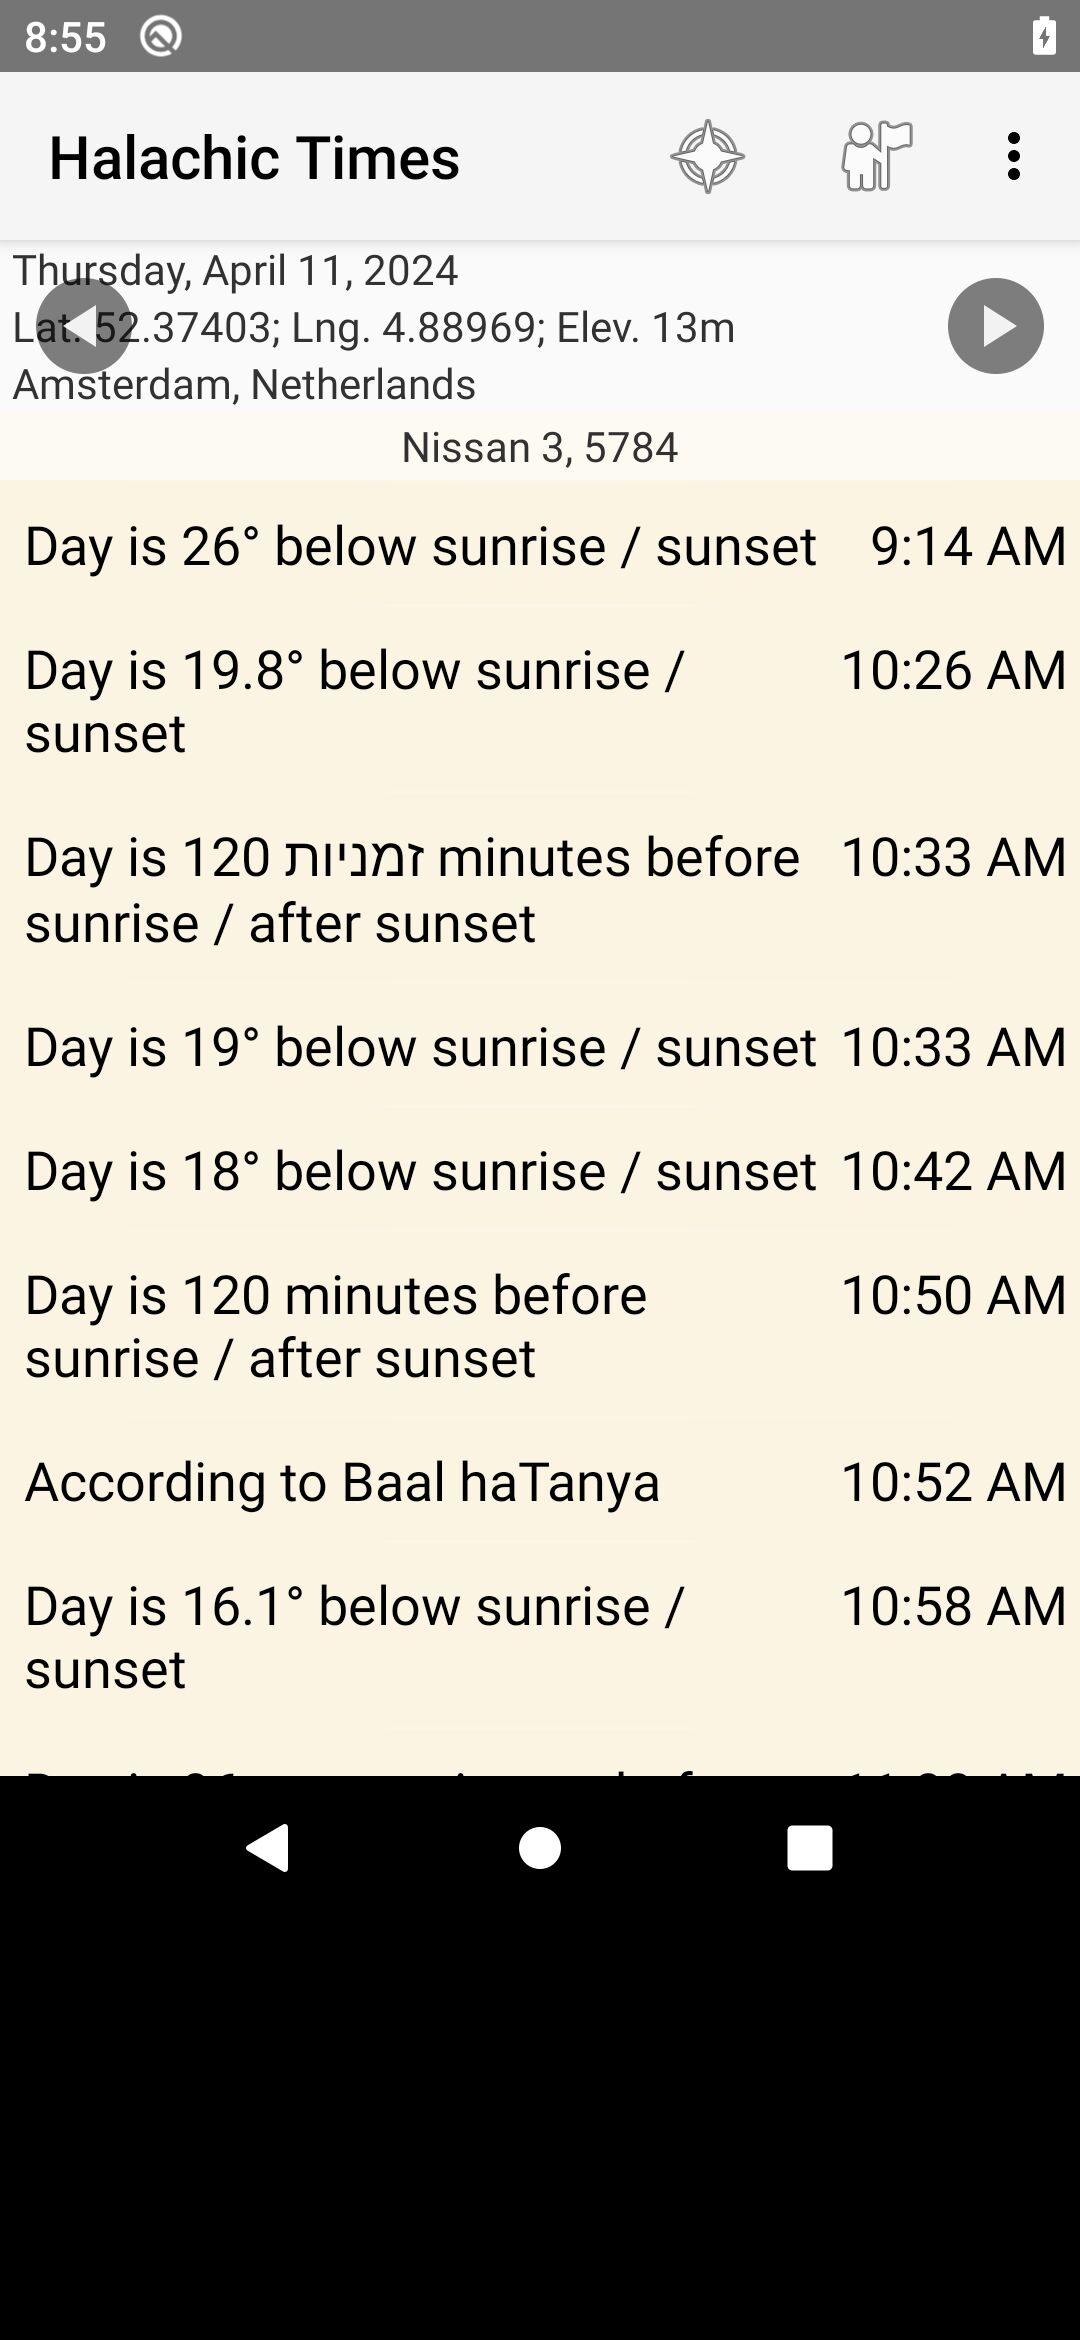 8:55
Halachic Times
Thursday, April 11, 2024
Lat. 52.37403; Lng. 4.88969; Elev. 13m
Amsterdam, Netherlands
Nissan 3, 5784
Day is 26° below sunrise / sunset 9:14 AM
Day is 19.8° below sunrise / 10:26 AM
sunset
Day is 120 זמניות minutes before 10:33 AM
sunrise / after sunset
Day is 19° below sunrise / sunset 10:33 AM
Day is 18° below sunrise / sunset 10:42 AM
Day is 120 minutes before 10:50 AM
sunrise / after sunset
According to Baal haTanya 10:52 AM
Day is 16.1° below sunrise / 10:58 AM
sunset